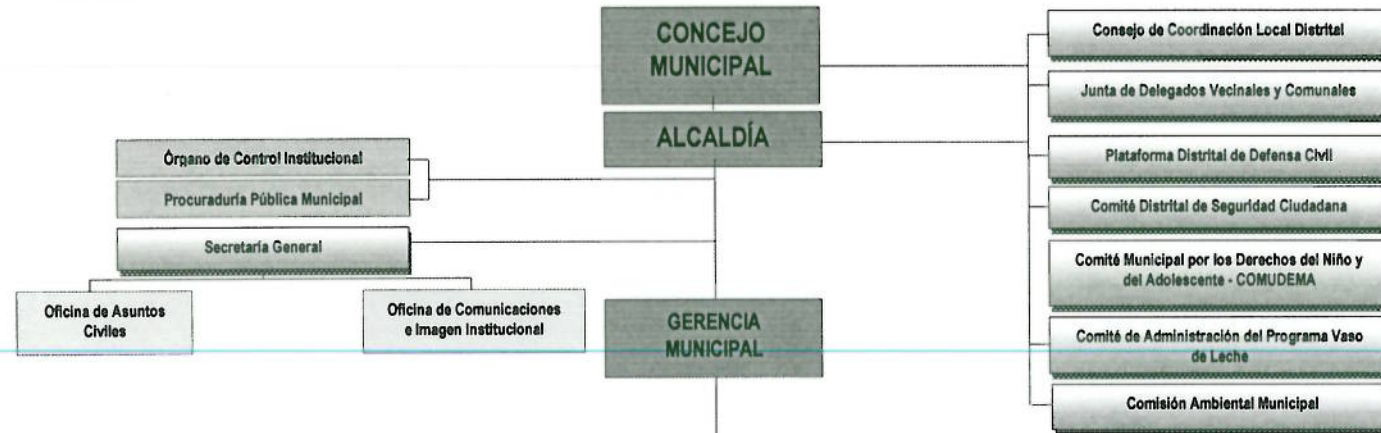 CONCEJO
MUNICIPAL
ALCALDÍA
Órgano de Control Institucional
Procuraduría Pública Municipal
Secretaría General
Oficina de Asuntos
Civiles
Oficina de Comunicaciones
e Imagen Institucional
GERENCIA
MUNICIPAL
Consejo de Coordinación Local Distrital
Junta de Delegados Vecinales y Comunales
Plataforma Distrital de Defensa Civil
Comité Distrital de Seguridad Ciudadana
Comité Municipal por los Derechos del Niño y
del Adolescente - COMUDEMA
Comité de Administración del Programa Vaso
de Leche
Comisión Ambiental Municipal